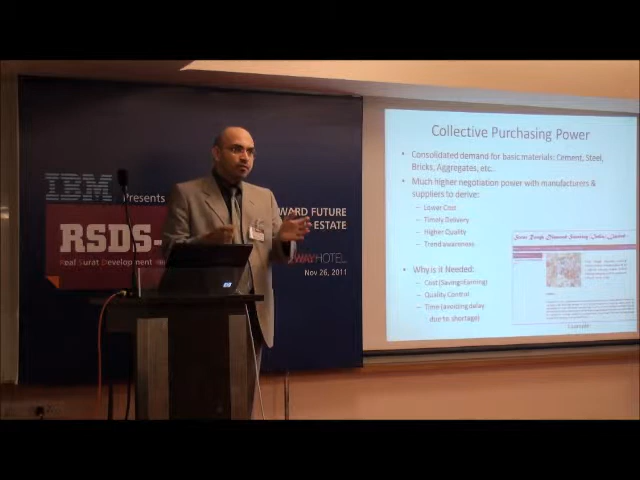 IBM Presents
RSDS-
Real Surat Development
WARD FUTURE
ESTATE
WAY HOTEL
Nov 26, 2011
hp
Collective Purchasing Power
• Consolidated demand for basic materials: Cement, Steel,
Bricks, Aggregates, etc..
• Much higher negotiation power with manufacturers &
suppliers to derive:
– Lower Cost
– Timely Delivery
– Higher Quality
– Trend awareness
• Why is it Needed:
– Cost (Saving/Earning)
– Quality Control
– Time (avoiding delay
due to shortage)